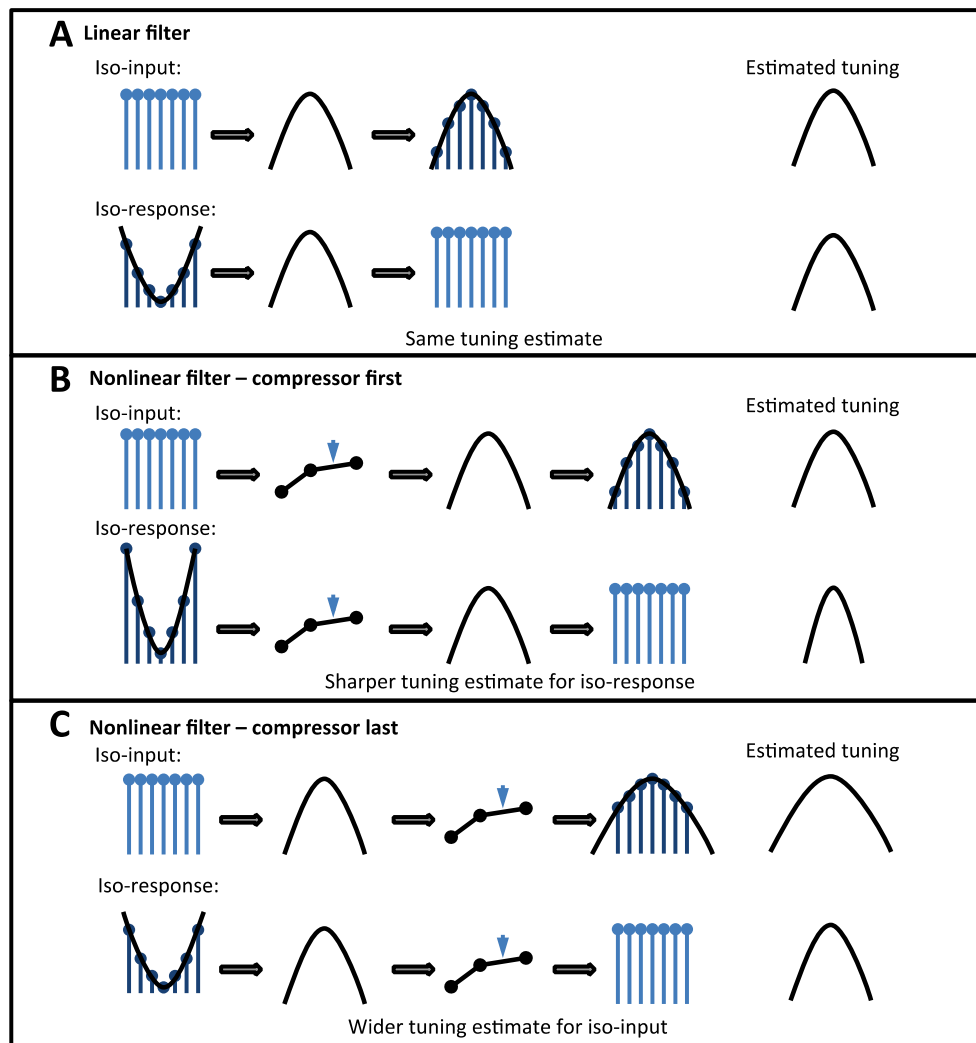 A Linear filter
Iso-input:
Estimated tuning
Iso-response:
Same tuning estimate
B Nonlinear filter – compressor first
Iso-input:
Estimated tuning
Iso-response:
Sharper tuning estimate for iso-response
C Nonlinear filter – compressor last
Iso-input:
Estimated tuning
Iso-response:
Wider tuning estimate for iso-input